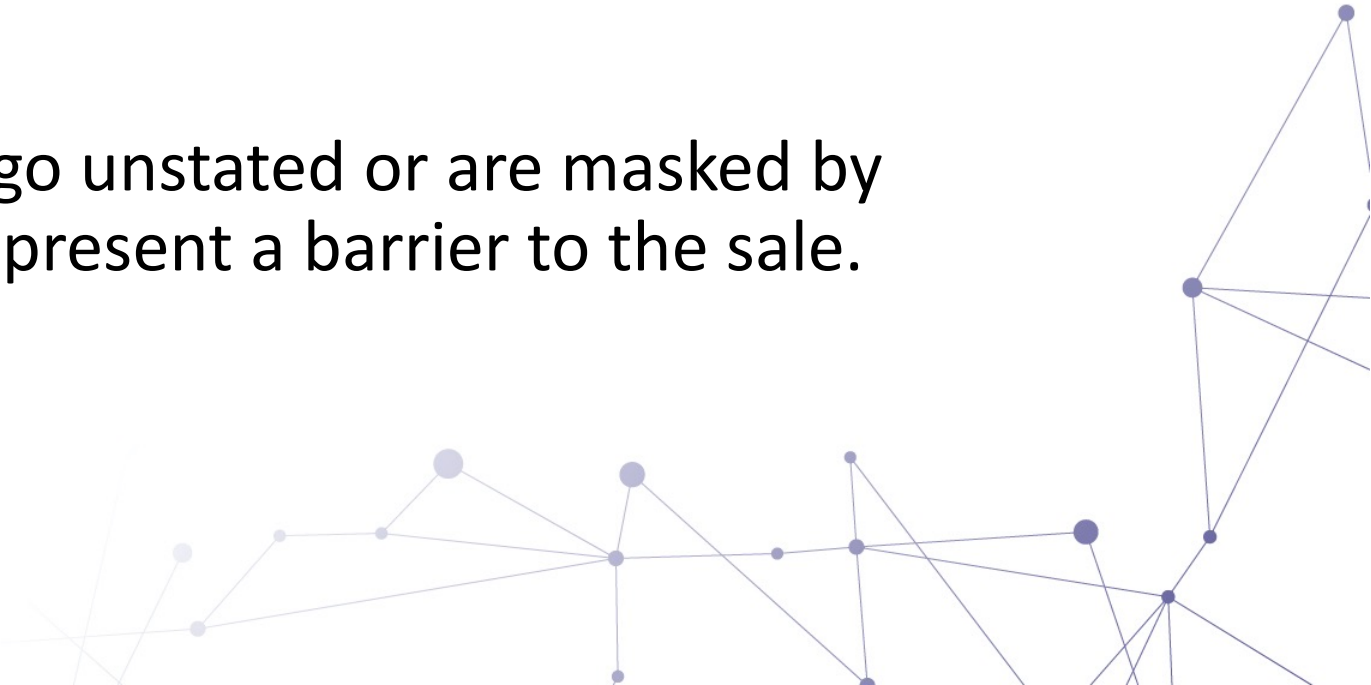 go unstated or are masked by
present a barrier to the sale.